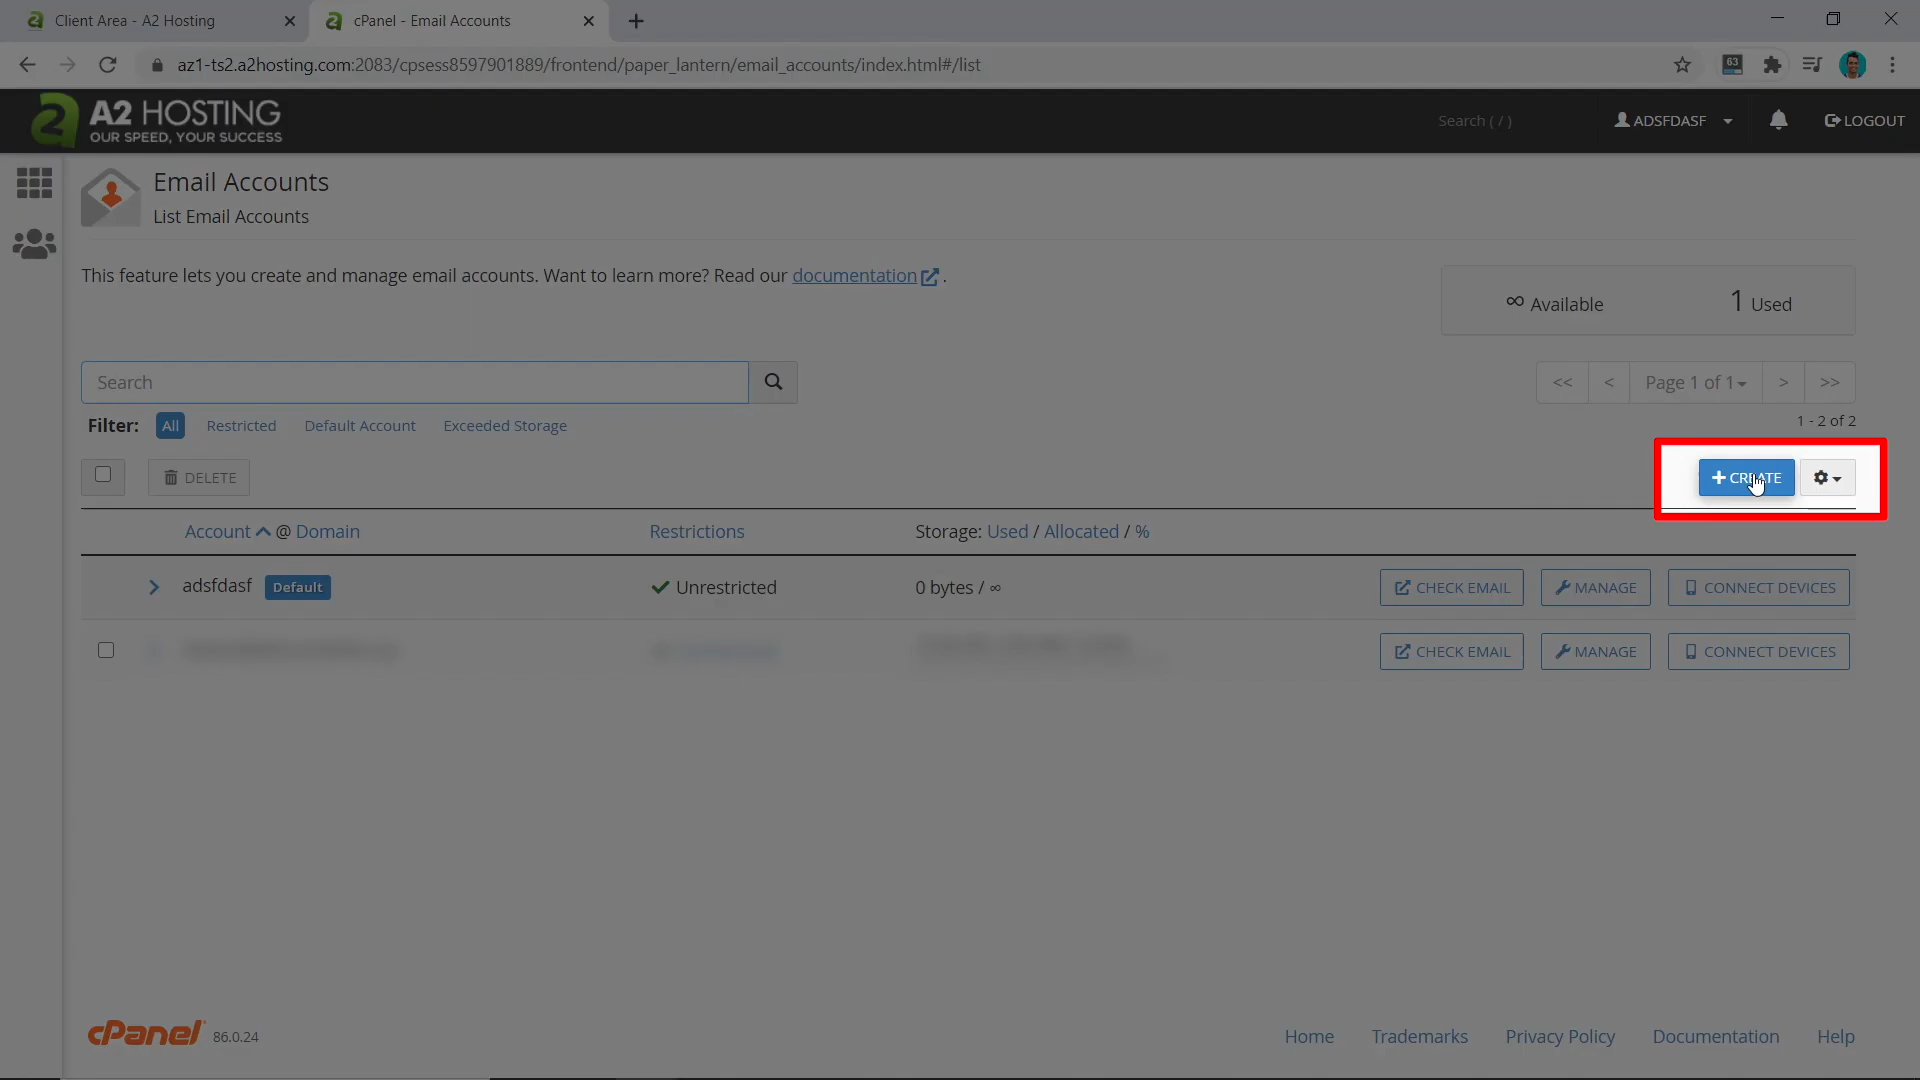 Client Area - A2 Hosting
cPanel - Email Accounts
az1-ts2.a2hosting.com:2083/cpsess8597901889/frontend/paper_lantern/email_accounts/index.html#/list
63
A2 HOSTING
OUR SPEED, YOUR SUCCESS
Search ( / )
ADSFDASF
LOGOUT
Email Accounts
List Email Accounts
This feature lets you create and manage email accounts. Want to learn more? Read our documentation .
∞ Available
1 Used
Search
<< < Page 1 of 1 > >>
Filter: All Restricted Default Account Exceeded Storage
1 - 2 of 2
DELETE
+ CREATE
Account @ Domain
Restrictions
Storage: Used / Allocated / %
adsfdasf Default
Unrestricted
0 bytes / ∞
CHECK EMAIL
MANAGE
CONNECT DEVICES
CHECK EMAIL
MANAGE
CONNECT DEVICES
cPanel 86.0.24
Home
Trademarks
Privacy Policy
Documentation
Help